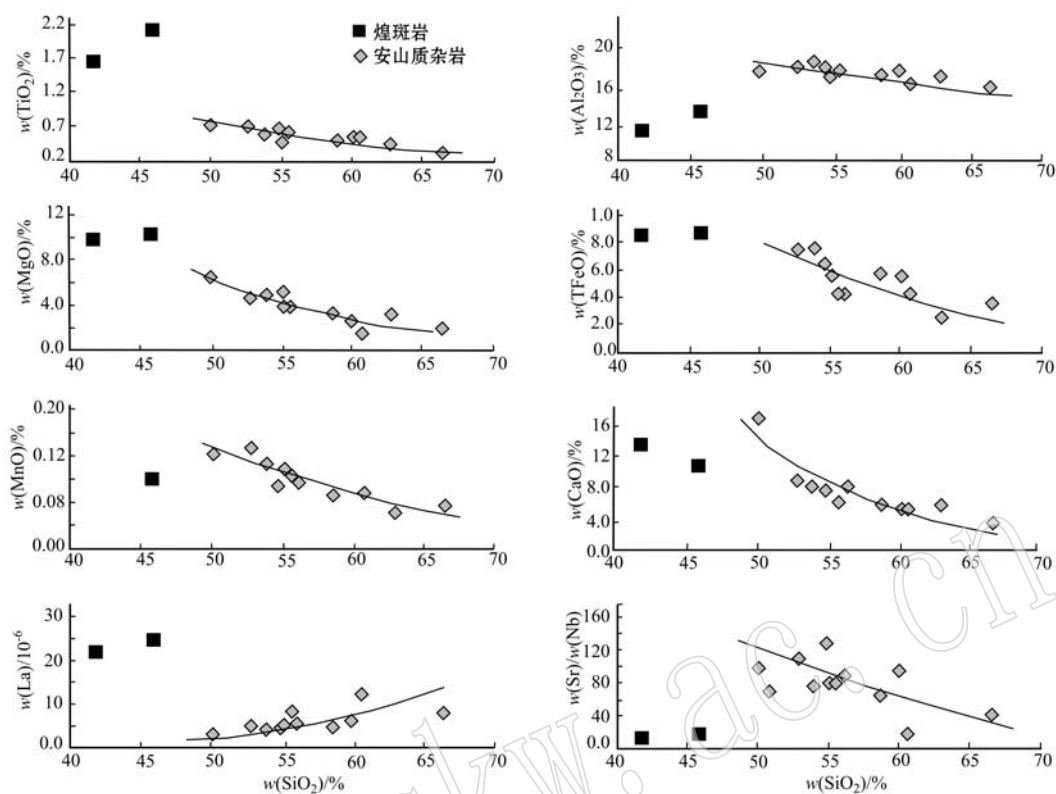 w(TiO₂)/%
2.2
1.7
1.2
0.7
0.2
40 45 50 55 60 65 70
煌斑岩
安山质杂岩
w(Al₂O₃)/%
20
16
12
8
40 45 50 55 60 65 70
w(MgO)/%
12
8.0
4.0
0.0
40 45 50 55 60 65 70
w(TFeO)/%
1.0
8.0
6.0
4.0
2.0
0.0
40 45 50 55 60 65 70
w(MnO)/%
0.20
0.12
0.08
0.00
40 45 50 55 60 65 70
w(CaO)/%
16
12
8.0
4.0
0.0
40 45 50 55 60 65 70
w(La)/10⁻⁶
30
20
10
0.0
40 45 50 55 60 65 70
w(SiO₂)/%
w(Sr)/w(Nb)
160
120
80
40
0.0
40 45 50 55 60 65 70
w(SiO₂)/%
kw.ac.cn